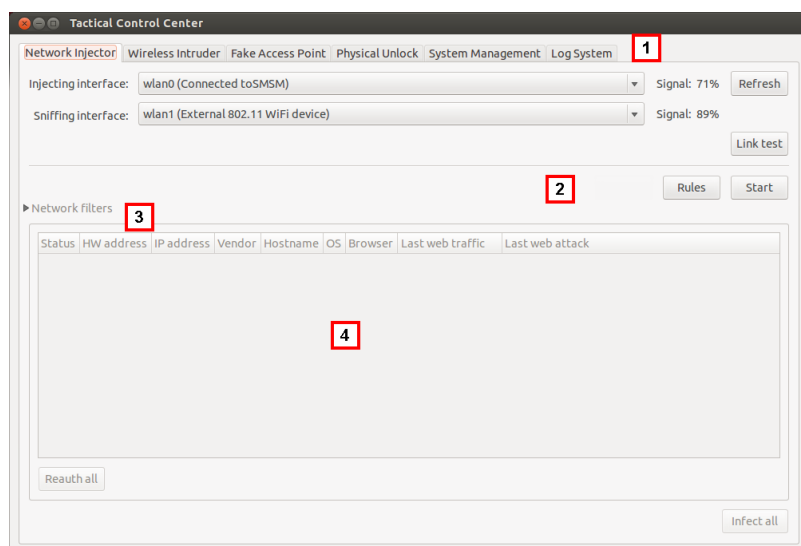 Tactical Control Center
Network Injector Wireless Intruder Fake Access Point Physical Unlock System Management Log System 1
Injecting interface: wlan0 (Connected toSMSM) Signal: 71% Refresh
Sniffing interface: wlan1 (External 802.11 WiFi device) Signal: 89%
Link test
2 Rules Start
Network filters
3
Status HW address IP address Vendor Hostname OS Browser Last web traffic Last web attack
4
Reauth all
Infect all